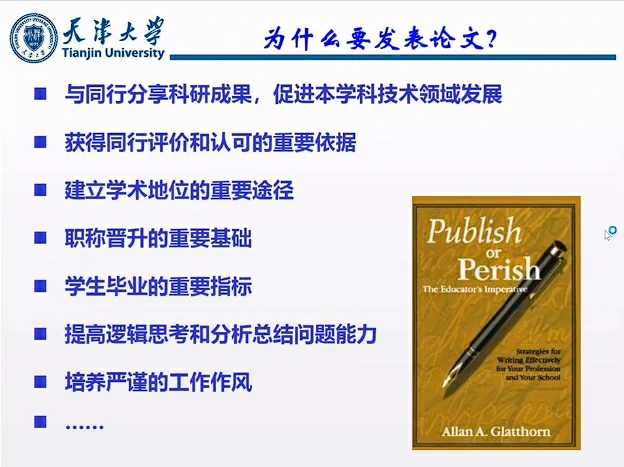 天津大学
Tianjin University
为什么要发表论文?
与同行分享科研成果，促进本学科技术领域发展
获得同行评价和认可的重要依据
建立学术地位的重要途径
职称晋升的重要基础
学生毕业的重要指标
提高逻辑思考和分析总结问题能力
培养严谨的工作作风
……
Publish
or
Perish
The Educator's Imperative
Strategies for
Writing Effectively
for Your Profession
and Your School
Allan A. Glatthorn